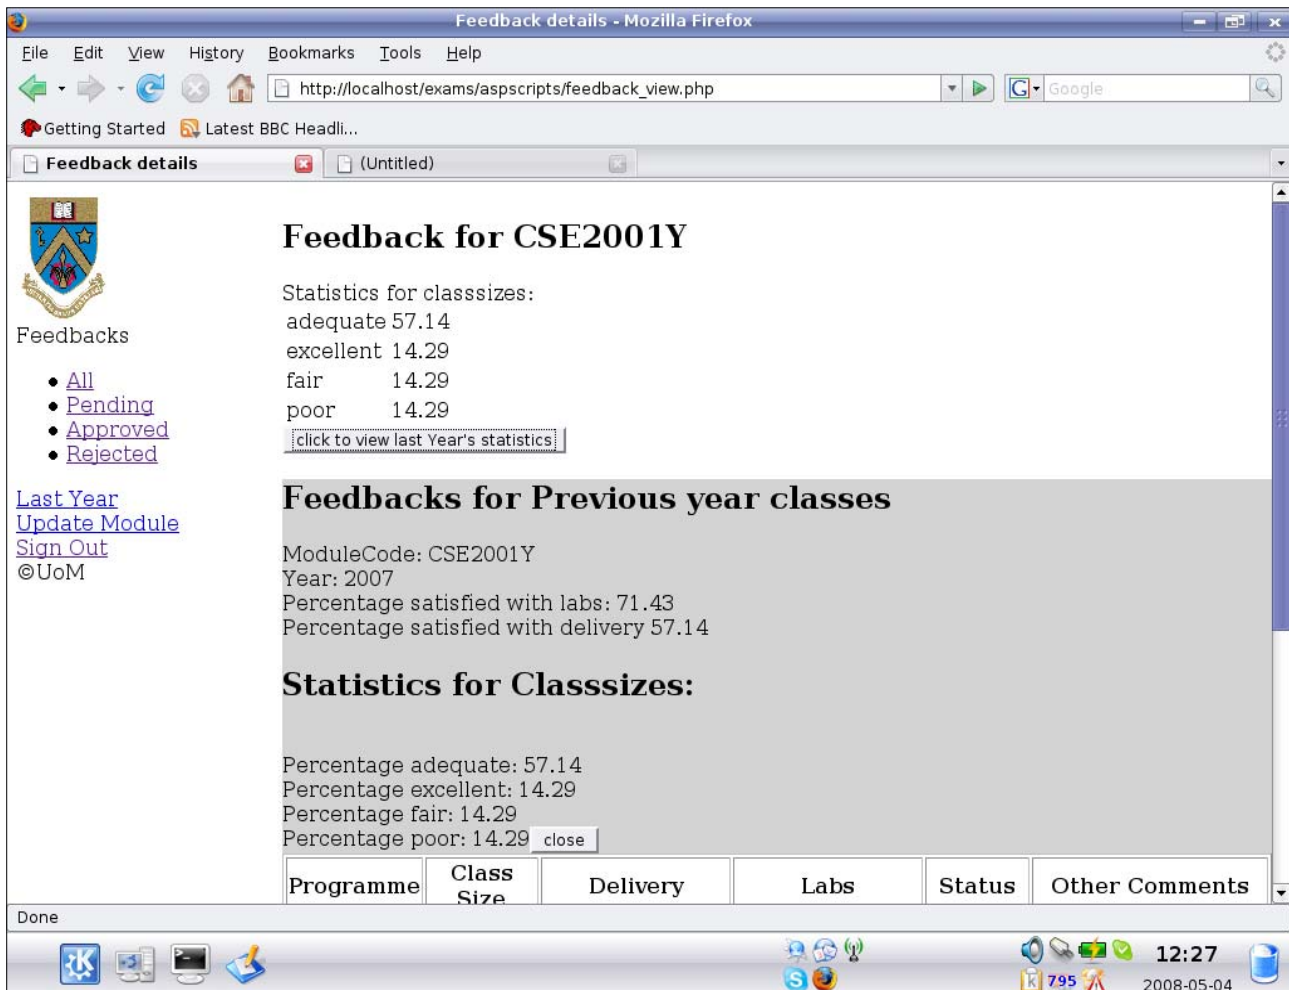 Feedback details - Mozilla Firefox
File Edit View History Bookmarks Tools Help
http://localhost/exams/aspscripts/feedback_view.php
G Google
Getting Started Latest BBC Headli...
Feedback details (Untitled)
Feedbacks
All
Pending
Approved
Rejected
Last Year
Update Module
Sign Out
©UoM
Feedback for CSE2001Y
Statistics for classsizes:
adequate 57.14
excellent 14.29
fair 14.29
poor 14.29
click to view last Year's statistics
Feedbacks for Previous year classes
ModuleCode: CSE2001Y
Year: 2007
Percentage satisfied with labs: 71.43
Percentage satisfied with delivery 57.14
Statistics for Classsizes:
Percentage adequate: 57.14
Percentage excellent: 14.29
Percentage fair: 14.29
Percentage poor: 14.29 close
Programme Class Size Delivery Labs Status Other Comments
Done
12:27
795
2008-05-04